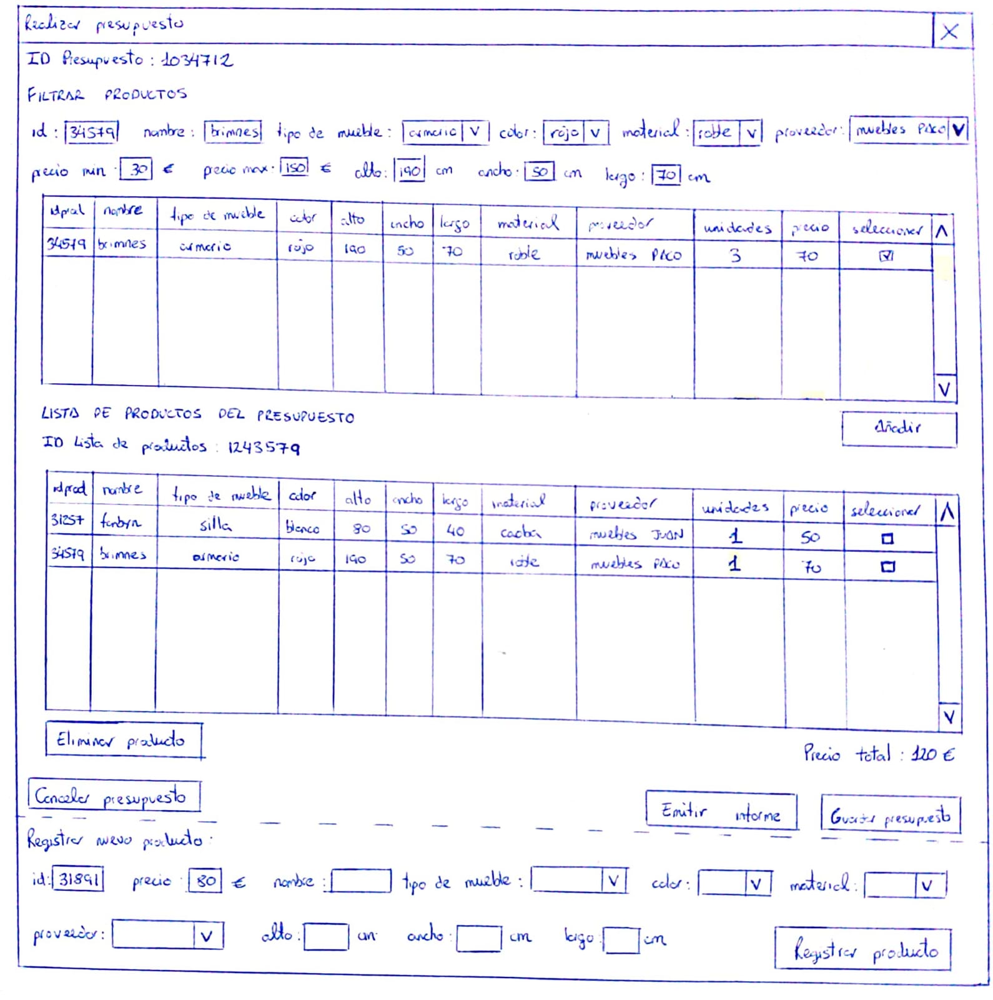 Realizar presupuesto X
ID Presupuesto : 1034712
FILTRAR PRODUCTOS
id : 34579 nombre : brimnes tipo de mueble : armario V color : rojo V material : roble V proveedor : muebles PACO V
precio min : 30 € precio max : 150 € alto : 190 cm ancho : 50 cm largo : 70 cm
idprod nombre tipo de mueble color alto ancho largo material proveedor unidades precio seleccionar
34579 brimnes armario rojo 190 50 70 roble muebles PACO 3 70
LISTA DE PRODUCTOS DEL PRESUPUESTO
Añadir
ID Lista de productos : 1243579
idprod nombre tipo de mueble color alto ancho largo material proveedor unidades precio seleccionar
31257 silla blanco 80 50 40 muebles JUAN 1 50
34579 brimnes armario rojo 190 50 70 roble muebles PACO 1 70
Eliminar producto
Precio total : 120 €
Cancelar presupuesto
Emitir informe Guardar presupuesto
Registrar nuevo producto :
id: 31891 precio : 80 € nombre : tipo de mueble : V color : V material : V
proveedor : V alto : cm ancho : cm largo : cm
Registrar producto